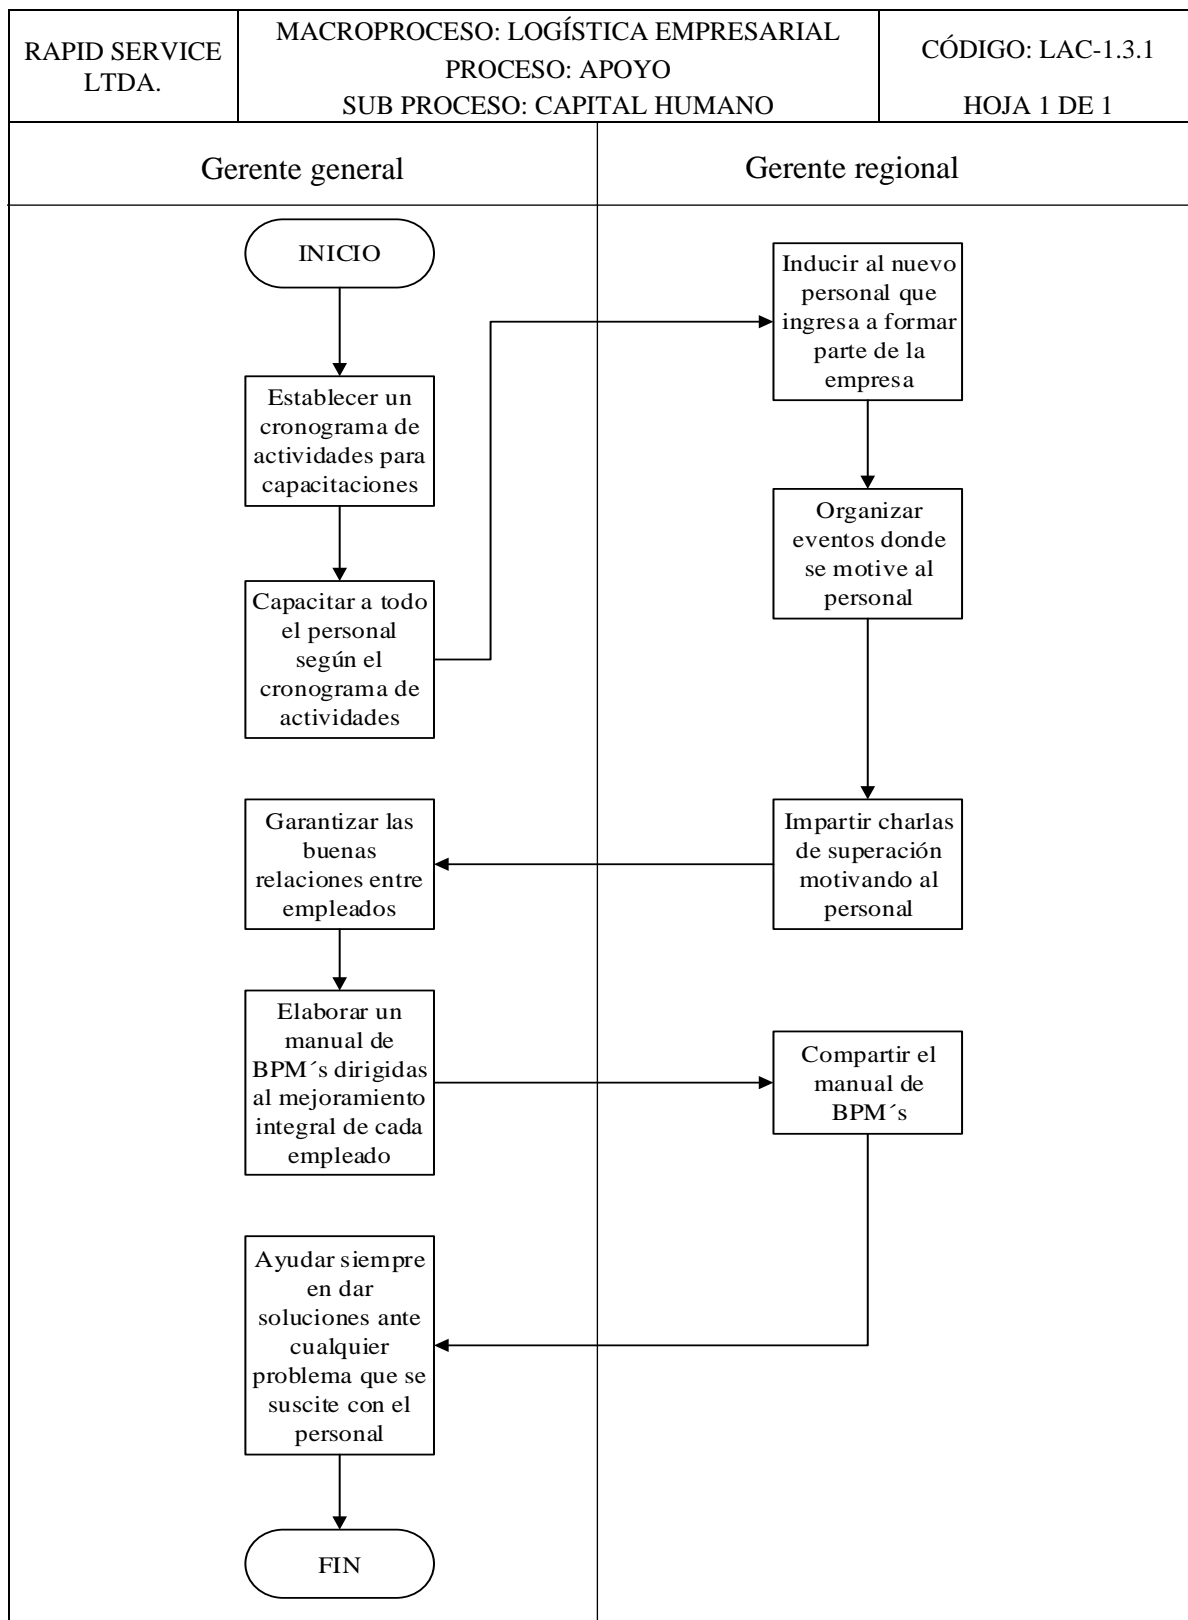 RAPID SERVICE
LTDA.
MACROPROCESO: LOGÍSTICA EMPRESARIAL
PROCESO: APOYO
SUB PROCESO: CAPITAL HUMANO
CÓDIGO: LAC-1.3.1
HOJA 1 DE 1
Gerente general
Gerente regional
INICIO
Establecer un
cronograma de
actividades para
capacitaciones
Capacitar a todo
el personal
según el
cronograma de
actividades
Inducir al nuevo
personal que
ingresa a formar
parte de la
empresa
Organizar
eventos donde
se motive al
personal
Impartir charlas
de superación
motivando al
personal
Garantizar las
buenas
relaciones entre
empleados
Elaborar un
manual de
BPM´s dirigidas
al mejoramiento
integral de cada
empleado
Compartir el
manual de
BPM´s
Ayudar siempre
en dar
soluciones ante
cualquier
problema que se
suscite con el
personal
FIN